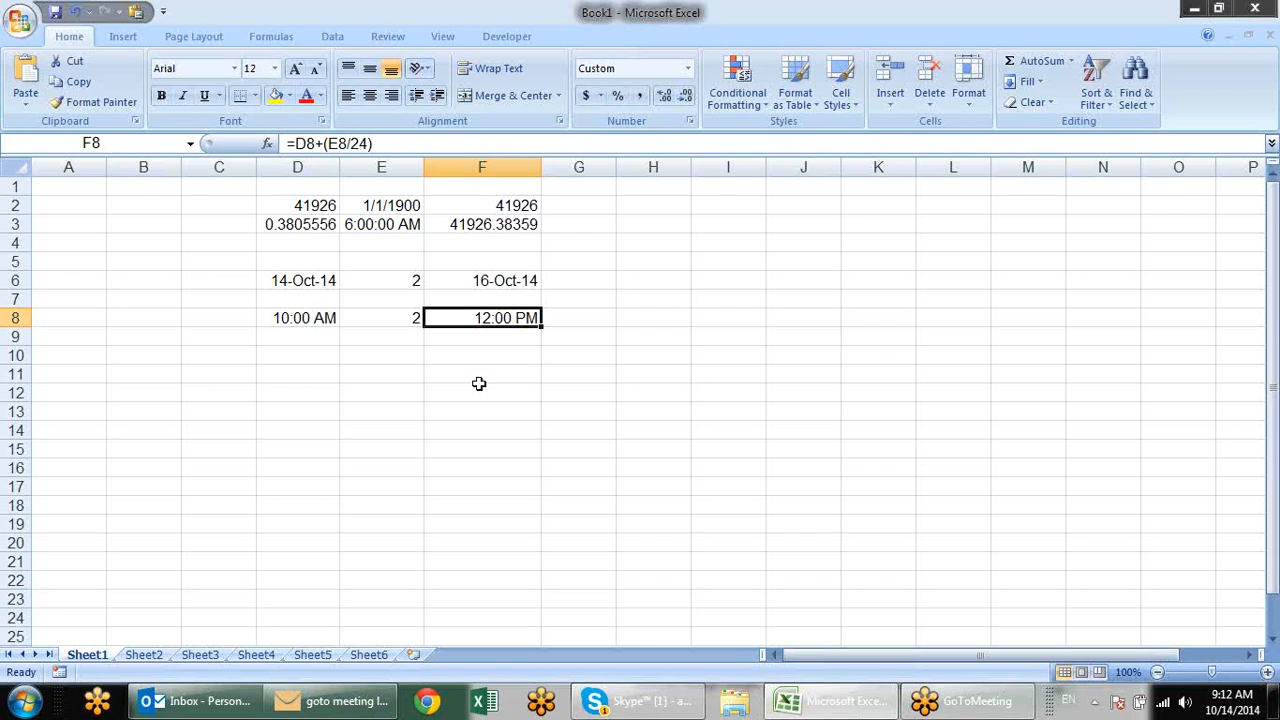 Book1 - Microsoft Excel
Home Insert Page Layout Formulas Data Review View Developer
Paste
Cut
Copy
Format Painter
Clipboard
Arial 12
B I U
Font
Wrap Text
Merge & Center
Alignment
Custom
$ % ,
Number
Conditional Formatting
Format as Table
Cell Styles
Styles
Insert
Delete
Format
Cells
AutoSum
Fill
Clear
Sort & Filter
Find & Select
Editing
F8 fx =D8+(E8/24)
A B C D E F G H I J K L M N O P
1
2 41926 1/1/1900 41926
3 0.3805556 6:00:00 AM 41926.38359
4
5
6 14-Oct-14 2 16-Oct-14
7
8 10:00 AM 2 12:00 PM
9
10
11
12
13
14
15
16
17
18
19
20
21
22
23
24
25
Sheet1 Sheet2 Sheet3 Sheet4 Sheet5 Sheet6
Ready 100%
Inbox - Person... goto meeting l... Skype™ [1] - a... Microsoft Exce... GoToMeeting EN
9:12 AM
10/14/2014